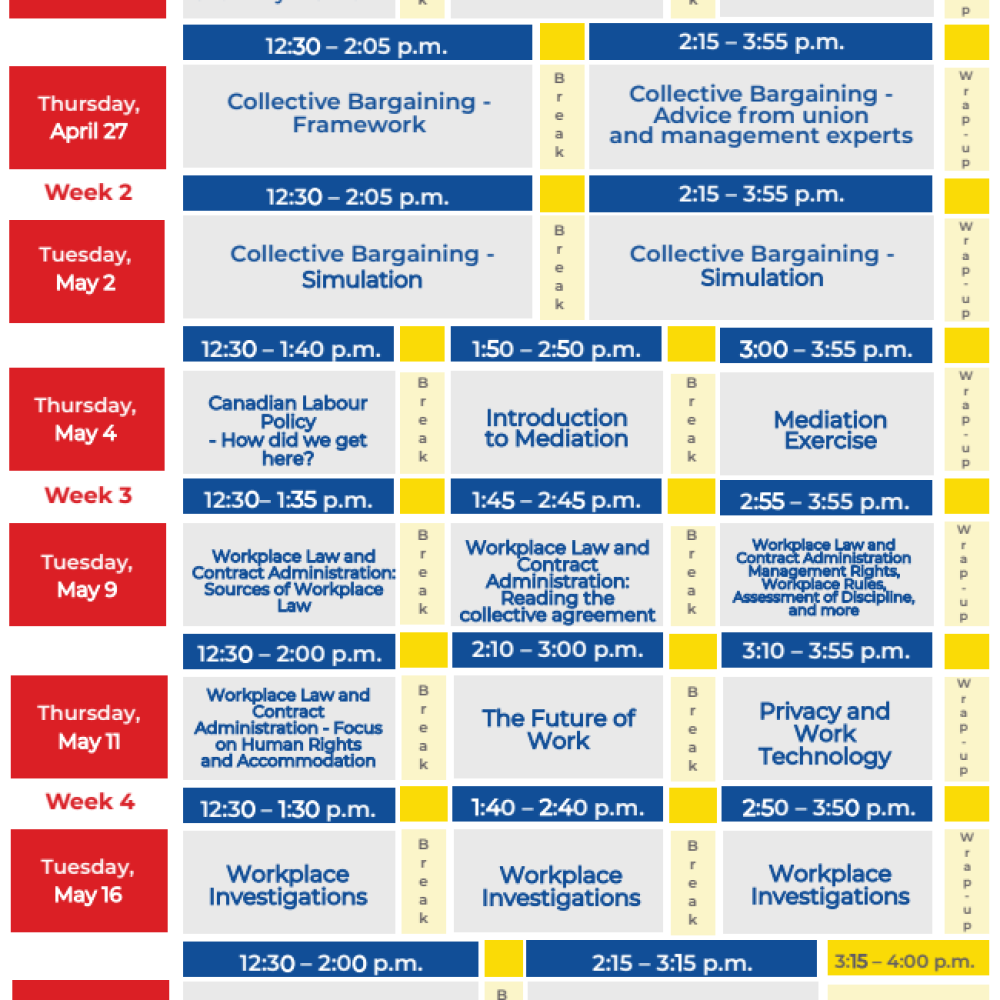 k
k
p
12:30 – 2:05 p.m.
2:15 – 3:55 p.m.
Thursday,
April 27
Collective Bargaining -
Framework
Break
Collective Bargaining -
Advice from union
and management experts
Wrap-up
Week 2
12:30 – 2:05 p.m.
2:15 – 3:55 p.m.
Tuesday,
May 2
Collective Bargaining -
Simulation
Break
Collective Bargaining -
Simulation
Wrap-up
12:30 – 1:40 p.m.
1:50 – 2:50 p.m.
3:00 – 3:55 p.m.
Thursday,
May 4
Canadian Labour
Policy
- How did we get
here?
Break
Introduction
to Mediation
Break
Mediation
Exercise
Wrap-up
Week 3
12:30– 1:35 p.m.
1:45 – 2:45 p.m.
2:55 – 3:55 p.m.
Tuesday,
May 9
Workplace Law and
Contract Administration:
Sources of Workplace
Law
Break
Workplace Law and
Contract
Administration:
Reading the
collective agreement
Break
Workplace Law and
Contract Administration
Management Rights,
Workplace Rules,
Assessment of Discipline,
and more
Wrap-up
12:30 – 2:00 p.m.
2:10 – 3:00 p.m.
3:10 – 3:55 p.m.
Thursday,
May 11
Workplace Law and
Contract
Administration - Focus
on Human Rights
and Accommodation
Break
The Future of
Work
Break
Privacy and
Work
Technology
Wrap-up
Week 4
12:30 – 1:30 p.m.
1:40 – 2:40 p.m.
2:50 – 3:50 p.m.
Tuesday,
May 16
Workplace
Investigations
Break
Workplace
Investigations
Break
Workplace
Investigations
Wrap-up
12:30 – 2:00 p.m.
2:15 – 3:15 p.m.
3:15 – 4:00 p.m.
B